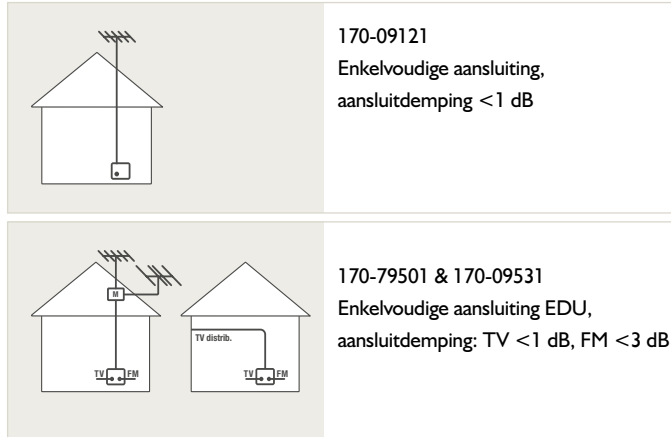 170-09121
Enkelvoudige aansluiting,
aansluitdemping <1 dB
M
TV distrib.
TV FM
TV FM
170-79501 & 170-09531
Enkelvoudige aansluiting EDU,
aansluitdemping: TV <1 dB, FM <3 dB